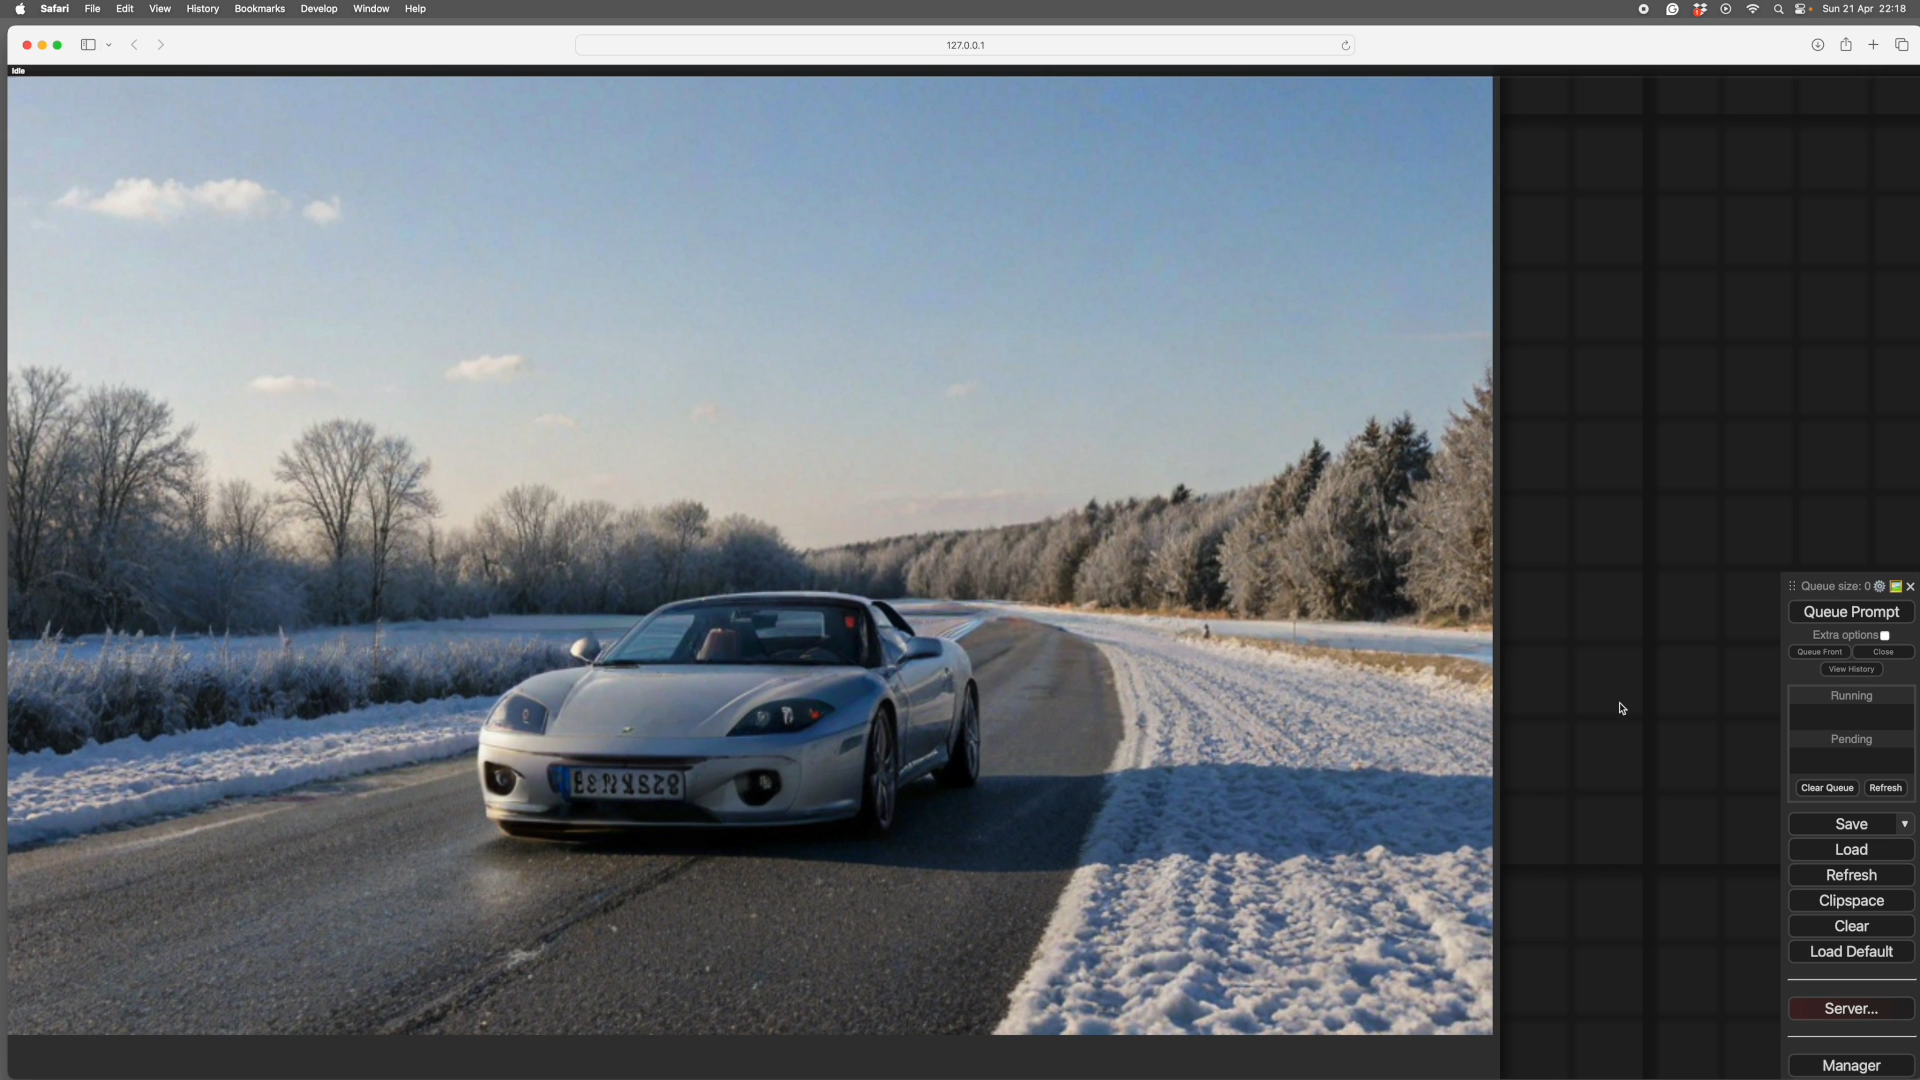 Safari File Edit View History Bookmarks Develop Window Help Sun 21 Apr 22:18
127.0.0.1
Idle
Queue size: 0
Queue Prompt
Extra options
Queue Front Close
View History
Running
Pending
Clear Queue Refresh
Save
Load
Refresh
Clipspace
Clear
Load Default
Server...
Manager